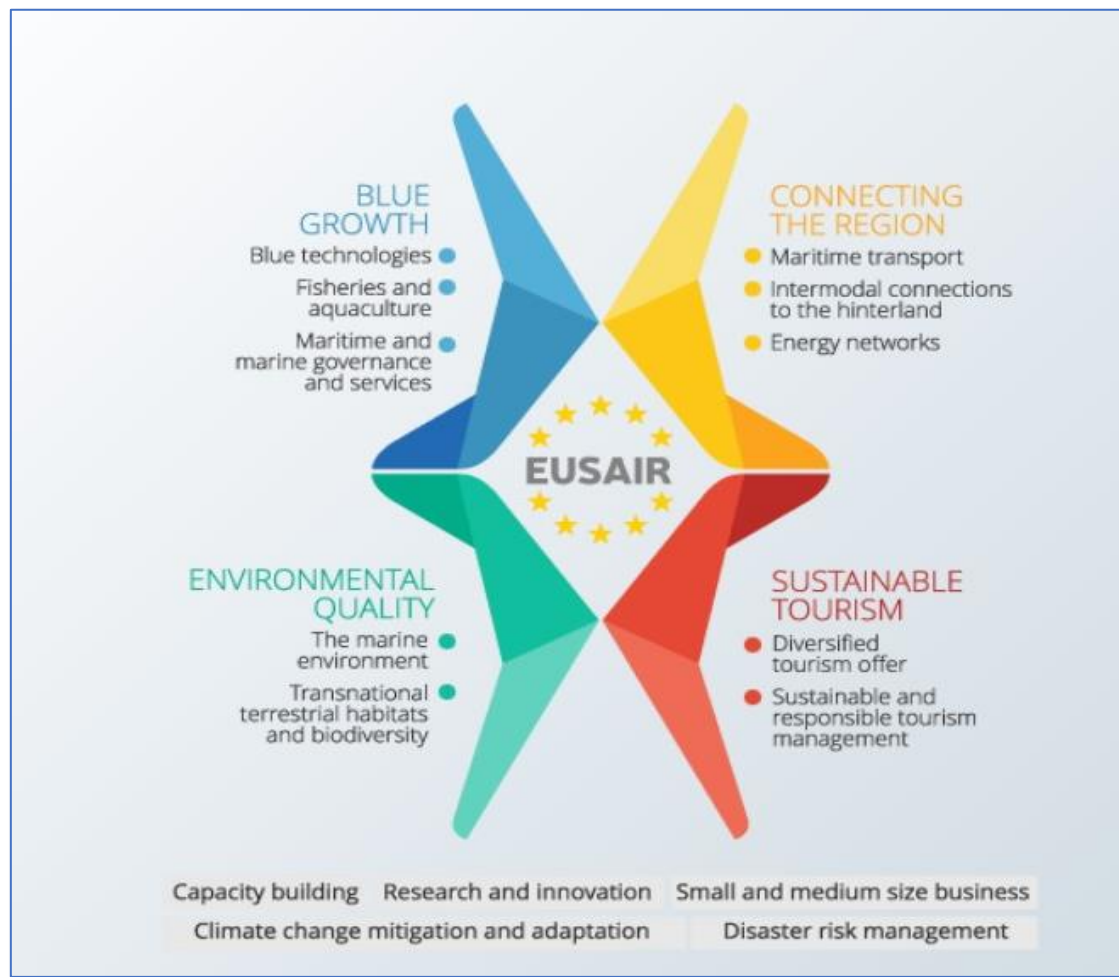 BLUE
GROWTH
Blue technologies
Fisheries and
aquaculture
Maritime and
marine governance
and services
CONNECTING
THE REGION
Maritime transport
Intermodal connections
to the hinterland
Energy networks
EUSAIR
ENVIRONMENTAL
QUALITY
The marine
environment
Transnational
terrestrial habitats
and biodiversity
SUSTAINABLE
TOURISM
Diversified
tourism offer
Sustainable and
responsible tourism
management
Capacity building
Research and innovation
Small and medium size business
Climate change mitigation and adaptation
Disaster risk management